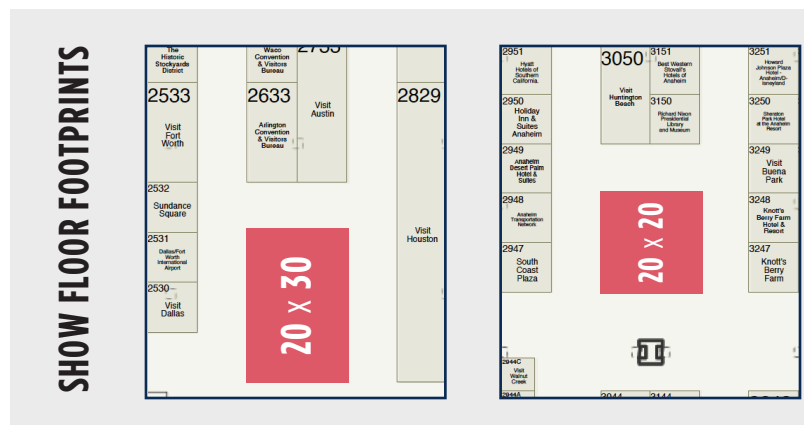 SHOW FLOOR FOOTPRINTS
The
Historic
Stockyards
District
2533
Visit
Fort
Worth
2532
Sundance
Square
2531
Dallas/Fort
Worth
International
Airport
2530
Visit
Dallas
Waco
Convention
& Visitors
Bureau
2633
Arlington
Convention
& Visitors
Bureau
2733
Visit
Austin
20 X 30
2829
Visit
Houston
2951
Hyatt
Hotels of
Southern
California.
2950
Holiday
Inn &
Suites
Anaheim
2949
Anaheim
Desert Palm
Hotel &
Suites
2948
Anaheim
Transportation
Network
2947
South
Coast
Plaza
2944C
Visit
Walnut
Creek
2944A
3050
Visit
Huntington
Beach
3151
Best Western
Stovall's
Hotels of
Anaheim
3150
Richard Nixon
Presidential
Library
and Museum
20 X 20
3044
3144
3251
Howard
Johnson Plaza
Hotel -
Anaheim/D-
isneyland
3250
Sheraton
Park Hotel
at the Anaheim
Resort
3249
Visit
Buena
Park
3248
Knott's
Berry Farm
Hotel &
Resort
3247
Knott's
Berry
Farm